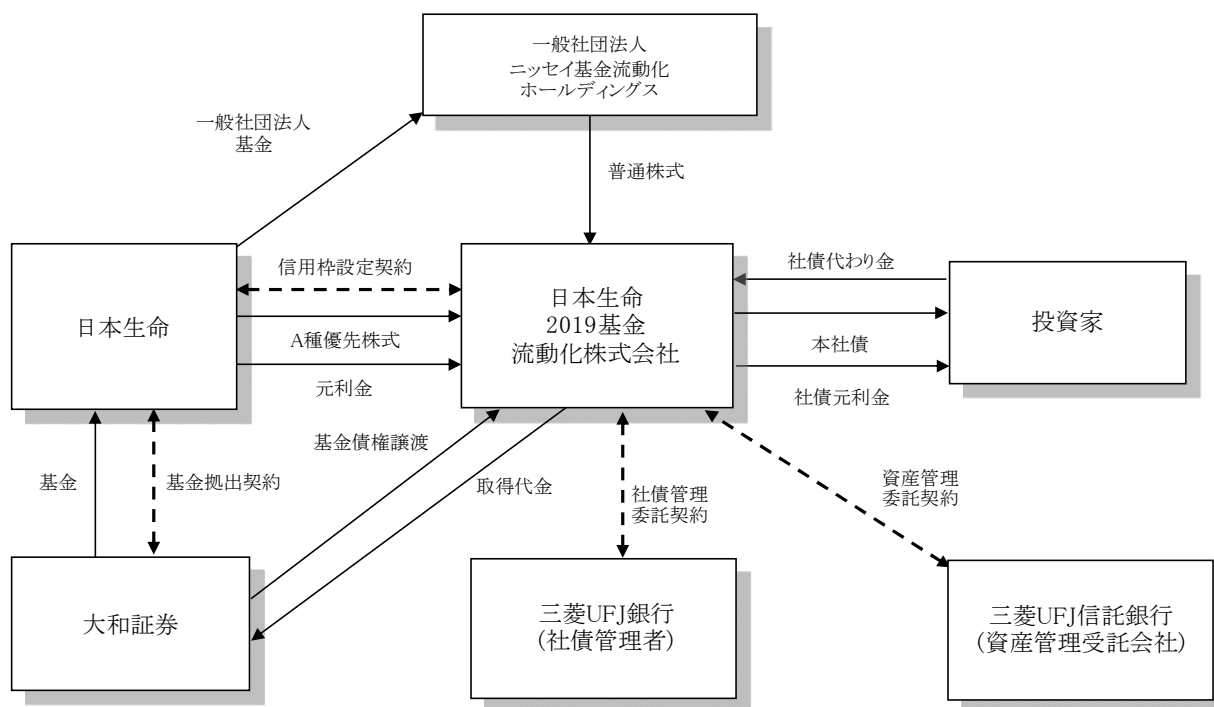 一般社団法人
ニッセイ基金流動化
ホールディングス
一般社団法人
基金
普通株式
日本生命
信用枠設定契約
A種優先株式
元利金
日本生命
2019基金
流動化株式会社
社債代わり金
本社債
社債元利金
投資家
基金
基金拠出契約
基金債権譲渡
取得代金
社債管理
委託契約
資産管理
委託契約
大和証券
三菱UFJ銀行
(社債管理者)
三菱UFJ信託銀行
(資産管理受託会社)